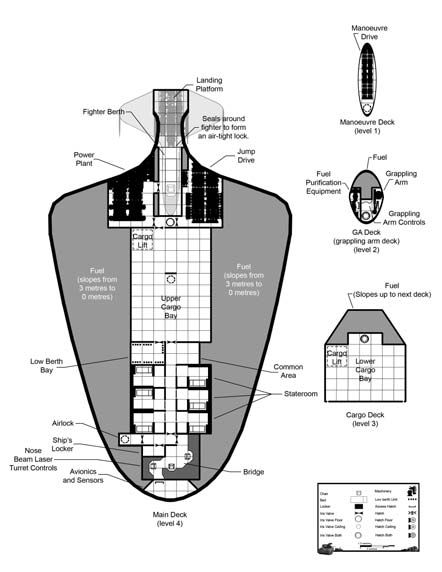 Landing
Platform
Fighter Berth
Seals around
fighter to form
an air-tight lock.
Power
Plant
Jump
Drive
Cargo
Lift
Fuel
(slopes from
3 metres to
0 metres)
Fuel
(slopes from
3 metres to
0 metres)
Upper
Cargo
Bay
Low Berth
Bay
Common
Area
Stateroom
Airlock
Ship's
Locker
Nose
Beam Laser
Turret Controls
Avionics
and Sensors
Bridge
Main Deck
(level 4)
Manoeuvre
Drive
Manoeuvre Deck
(level 1)
Fuel
Fuel
Purification
Equipment
Grappling
Arm
Grappling
Arm Controls
GA Deck
(grappling arm deck)
(level 2)
Fuel
(Slopes up to next deck)
Cargo
Lift
Lower
Cargo
Bay
Cargo Deck
(level 3)
Chair
Machinery
Bed
Low berth Unit
Locker
Access Hatch
Iris Valve
Hatch
Iris Valve Floor
Hatch Floor
Iris Valve Ceiling
Hatch Ceiling
Iris Valve Both
Hatch Both